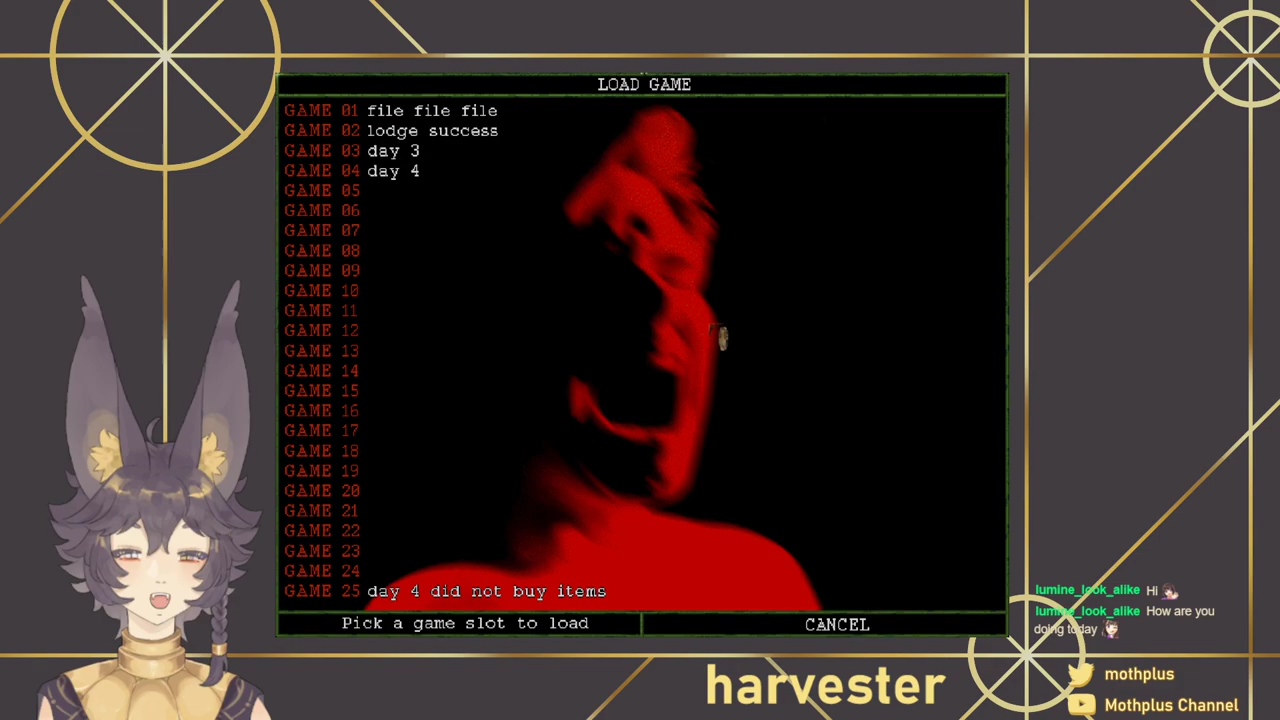 LOAD GAME
GAME 01 file file file
GAME 02 lodge success
GAME 03 day 3
GAME 04 day 4
GAME 05
GAME 06
GAME 07
GAME 08
GAME 09
GAME 10
GAME 11
GAME 12
GAME 13
GAME 14
GAME 15
GAME 16
GAME 17
GAME 18
GAME 19
GAME 20
GAME 21
GAME 22
GAME 23
GAME 24
GAME 25 day 4 did not buy items
Pick a game slot to load
CANCEL
lumine_look_alike Hi
lumine_look_alike How are you
doing today
harvester
mothplus
Mothplus Channel